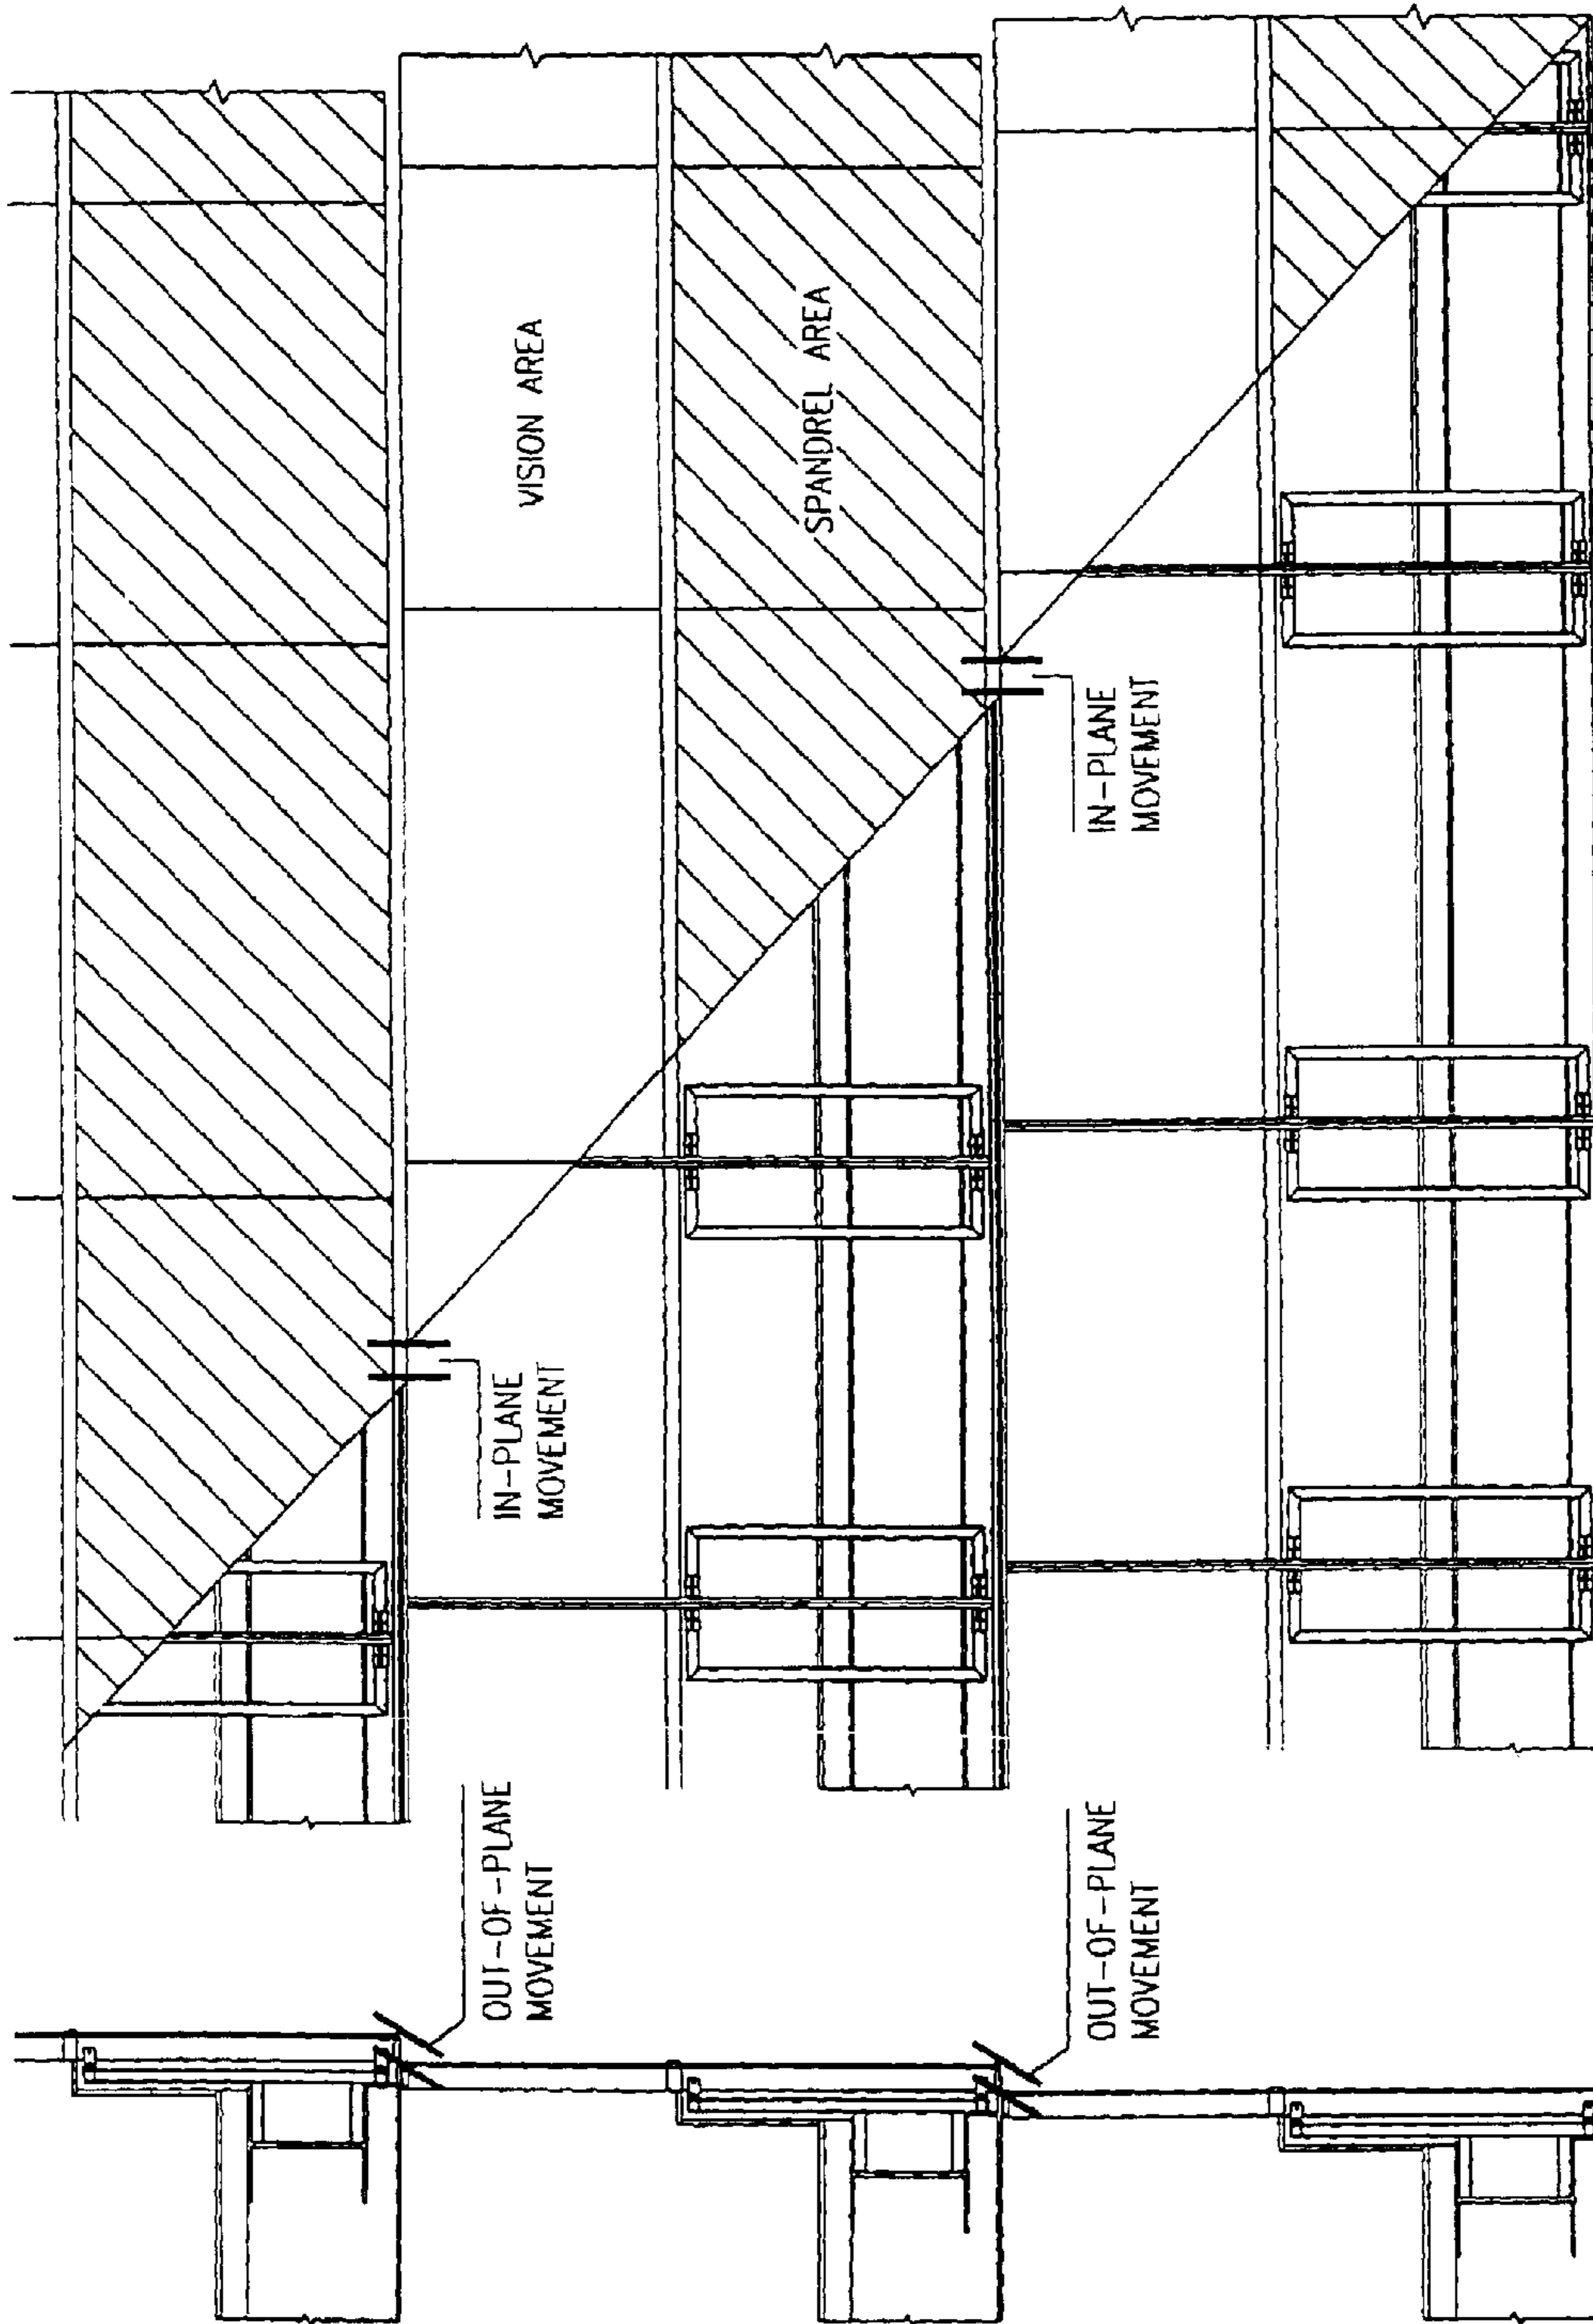 VISION AREA
SPANDREL AREA
IN-PLANE
MOVEMENT
IN-PLANE
MOVEMENT
OUT-OF-PLANE
MOVEMENT
OUT-OF-PLANE
MOVEMENT